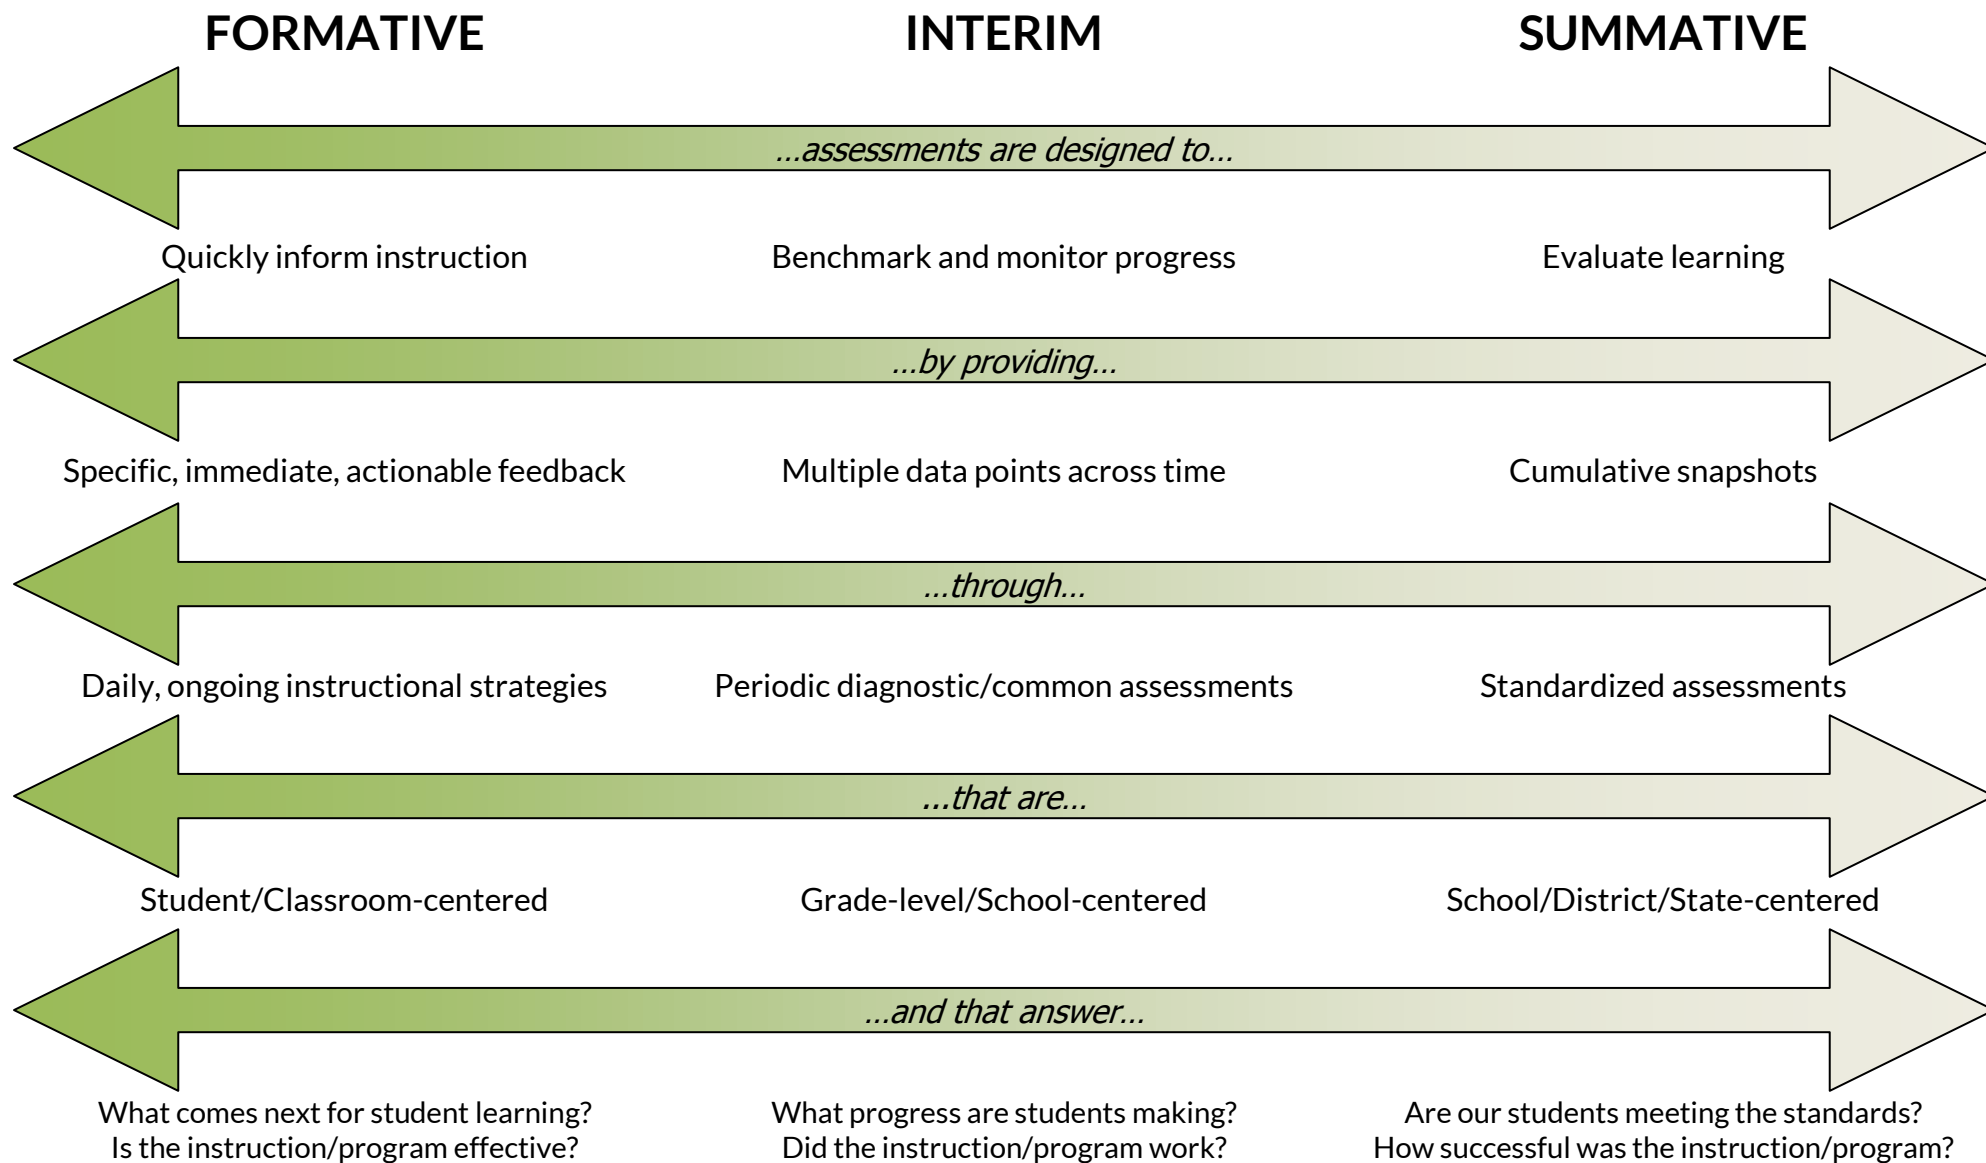 FORMATIVE INTERIM SUMMATIVE
...assessments are designed to...
Quickly inform instruction Benchmark and monitor progress Evaluate learning
...by providing...
Specific, immediate, actionable feedback Multiple data points across time Cumulative snapshots
...through...
Daily, ongoing instructional strategies Periodic diagnostic/common assessments Standardized assessments
...that are...
Student/Classroom-centered Grade-level/School-centered School/District/State-centered
...and that answer...
What comes next for student learning? What progress are students making? Are our students meeting the standards?
Is the instruction/program effective? Did the instruction/program work? How successful was the instruction/program?